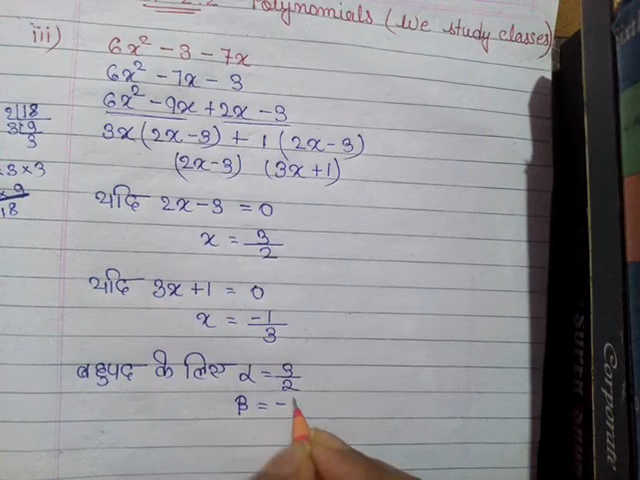 Polynomials (We study classes)
iii) 6x² - 3 - 7x
6x² - 7x - 3
6x² - 9x + 2x - 3
3x(2x-3) + 1(2x-3)
(2x-3) (3x+1)
यदि 2x-3 = 0
x = 3/2
यदि 3x+1 = 0
x = -1/3
बहुपद के लिए α = 3/2
β = -
2 18
3 9
3
× 3 × 3
× 9
18
Corporate